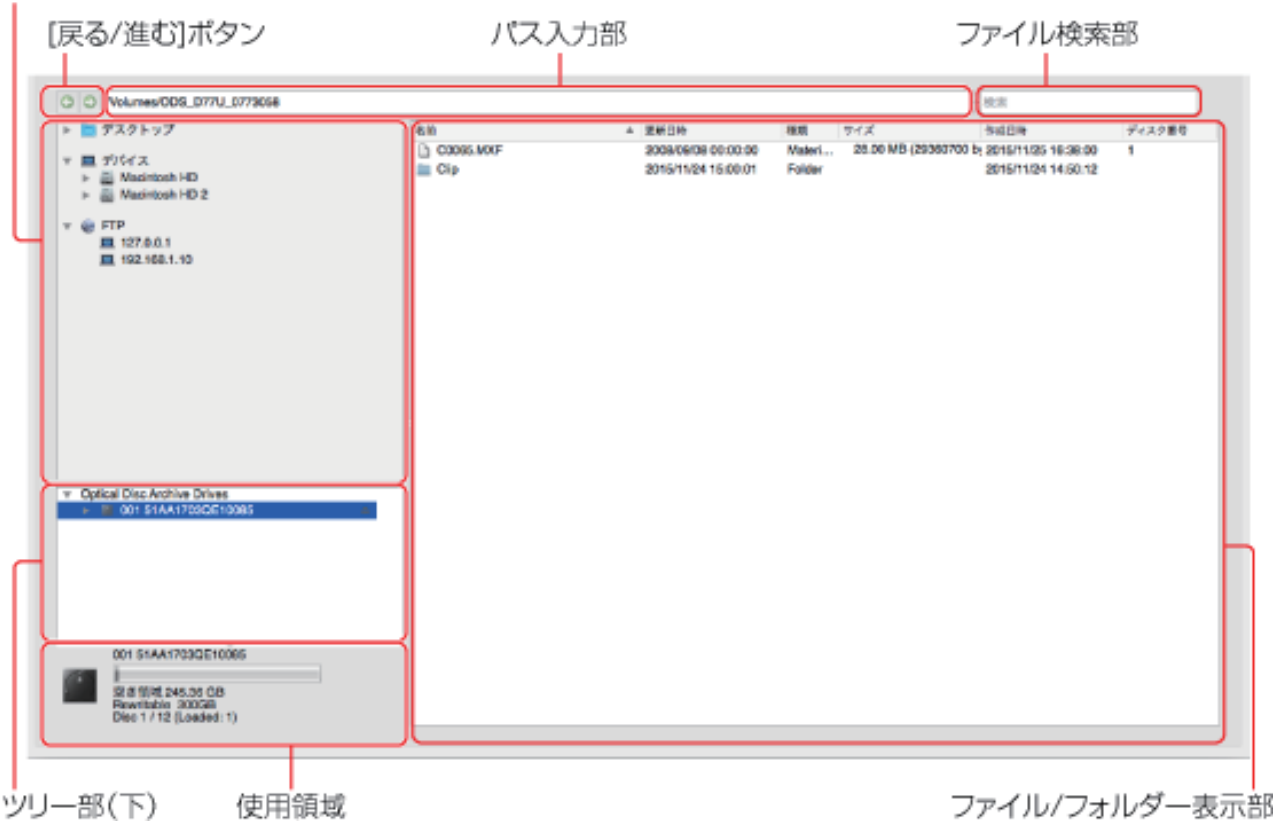 [戻る/進む]ボタン
パス入力部
ファイル検索部
/Volumes/ODS_D77U_0773058
検索
デスクトップ
デバイス
Macintosh HD
Macintosh HD 2
FTP
127.0.0.1
192.168.1.10
名前 更新日時 種類 サイズ 作成日時 ディスク番号
C0065.MXF 00:00:00 Materi... 28.00 MB 2015/11/25 16:38:00 1
Clip 2015/11/24 15:00:01 Folder 2015/11/24 14:50:12
Optical Disc Archive Drives
001 51AA1703QE10085
001 51AA1703QE10085
空き領域 245.36 GB
Rewritable 300GB
Disc 1 / 12 (Loaded: 1)
ツリー部(下)
使用領域
ファイル/フォルダー表示部